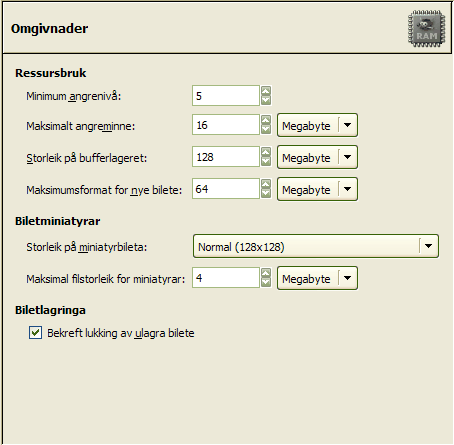 Omgivnader
RAM
Ressursbruk
Minimum angrenivå: 5
Maksimalt angreminne: 16 Megabyte
Storleik på bufferlageret: 128 Megabyte
Maksimumsformat for nye bilete: 64 Megabyte
Biletminiatyrar
Storleik på miniatyrbileta: Normal (128x128)
Maksimal filstorleik for miniatyrar: 4 Megabyte
Biletlagringa
Bekreft lukking av ulagra bilete